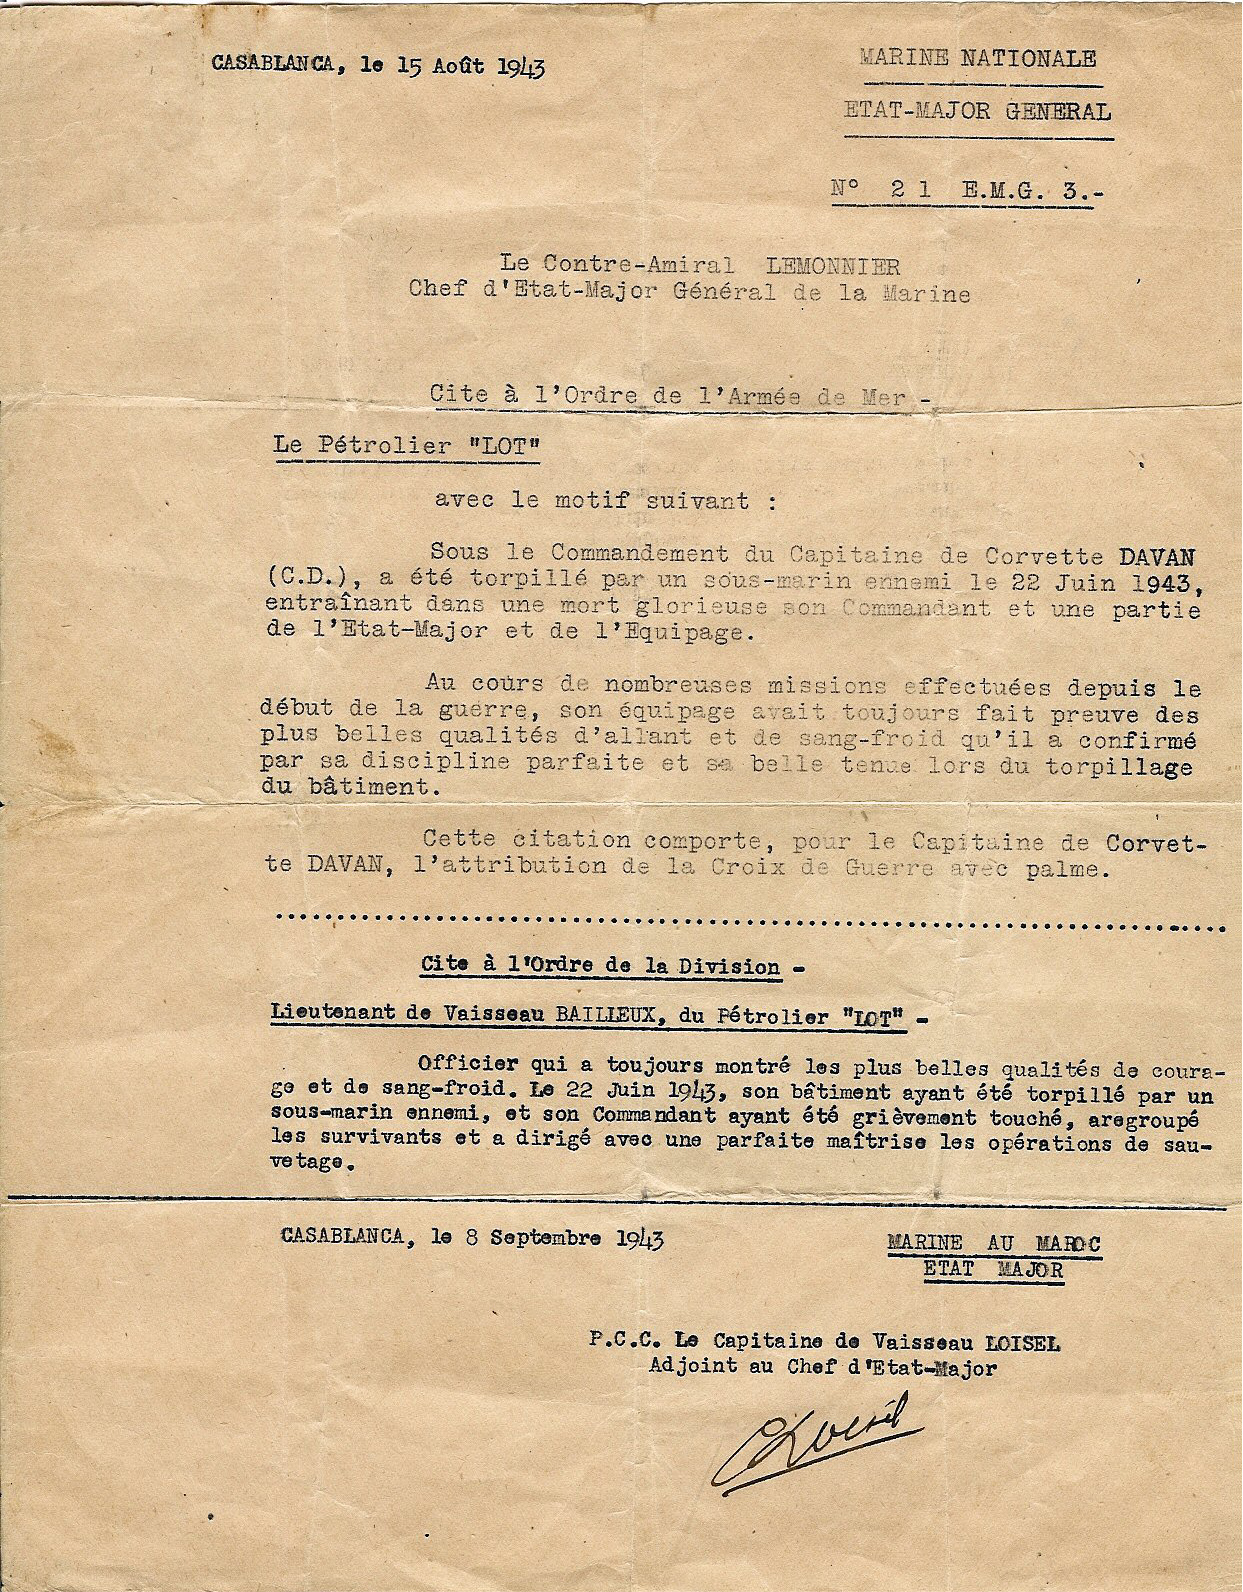 CASABLANCA, le 15 Août 1943
MARINE NATIONALE
ETAT-MAJOR GENERAL
N° 2 1 E.M.G. 3.-
Le Contre-Amiral LEMONNIER
Chef d'Etat-Major Général de la Marine
Cite à l'Ordre de l'Armée de Mer -
Le Pétrolier "LOT"
avec le motif suivant :
Sous le Commandement du Capitaine de Corvette DAVAN
(C.D.), a été torpillé par un sous-marin ennemi le 22 Juin 1943,
entraînant dans une mort glorieuse son Commandant et une partie
de l'Etat-Major et de l'Equipage.
Au cours de nombreuses missions effectuées depuis le
début de la guerre, son équipage avait toujours fait preuve des
plus belles qualités d'allant et de sang-froid qu'il a confirmé
par sa discipline parfaite et sa belle tenue lors du torpillage
du bâtiment.
Cette citation comporte, pour le Capitaine de Corvet-
te DAVAN, l'attribution de la Croix de Guerre avec palme.
................................................................................
Cite à l'Ordre de la Division -
Lieutenant de Vaisseau BAILLEUX, du Pétrolier "LOT" -
Officier qui a toujours montré les plus belles qualités de coura-
ge et de sang-froid. Le 22 Juin 1943, son bâtiment ayant été torpillé par un
sous-marin ennemi, et son Commandant ayant été grièvement touché, aregroupé
les survivants et a dirigé avec une parfaite maîtrise les opérations de sau-
vetage.
CASABLANCA, le 8 Septembre 1943
MARINE AU MAROC
ETAT MAJOR
P.C.C. Le Capitaine de Vaisseau LOISEL
Adjoint au Chef d'Etat-Major